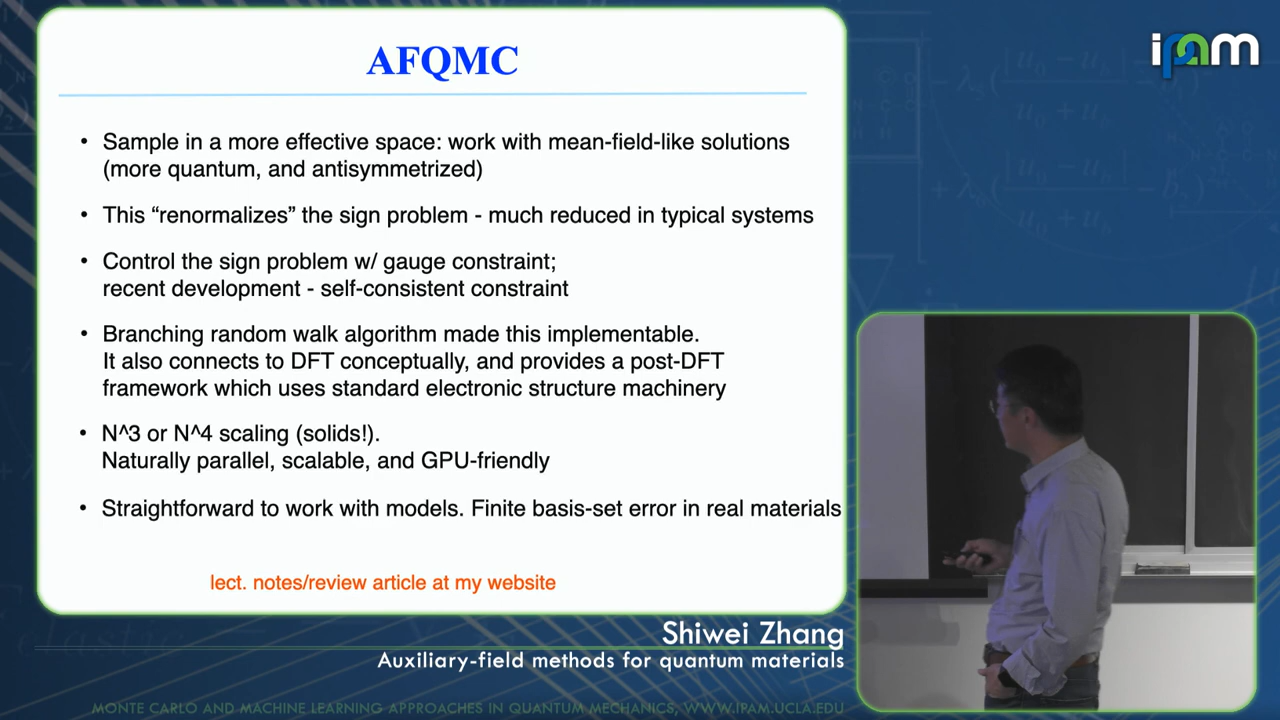 AFQMC
ipam
• Sample in a more effective space: work with mean-field-like solutions
(more quantum, and antisymmetrized)
• This “renormalizes” the sign problem - much reduced in typical systems
• Control the sign problem w/ gauge constraint;
recent development - self-consistent constraint
• Branching random walk algorithm made this implementable.
It also connects to DFT conceptually, and provides a post-DFT
framework which uses standard electronic structure machinery
• N^3 or N^4 scaling (solids!).
Naturally parallel, scalable, and GPU-friendly
• Straightforward to work with models. Finite basis-set error in real materials
lect. notes/review article at my website
Shiwei Zhang
Auxiliary-field methods for quantum materials
MONTE CARLO AND MACHINE LEARNING APPROACHES IN QUANTUM MECHANICS, WWW.IPAM.UCLA.EDU